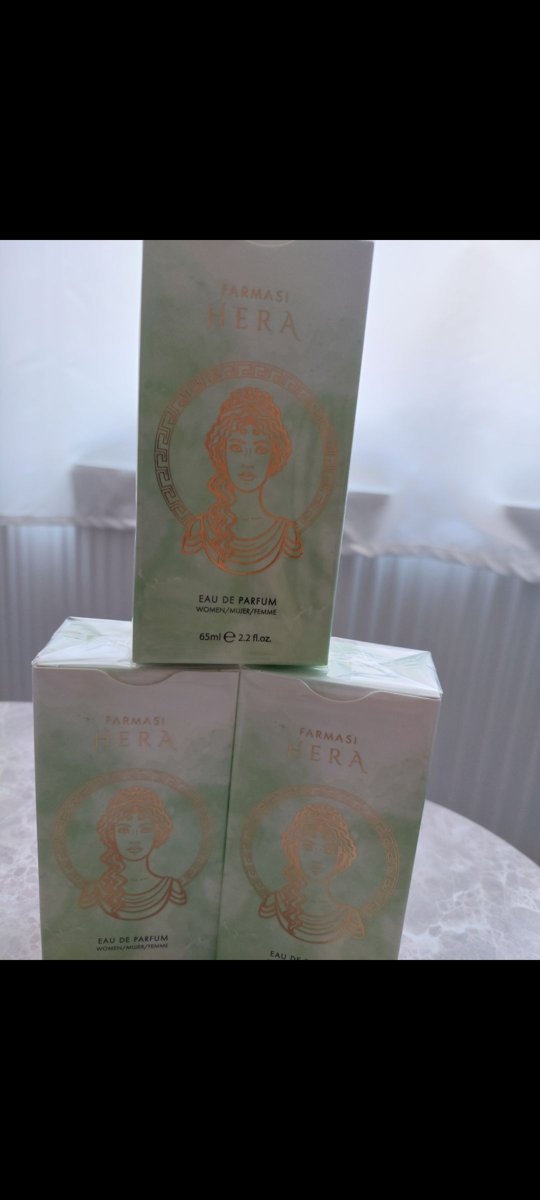 FARMASI
HERA
EAU DE PARFUM
WOMEN/MUJER/FEMME
65ml e 2.2 fl.oz.
FARMASI
HERA
EAU DE PARFUM
WOMEN/MUJER/FEMME
FARMASI
HERA
EAU DE